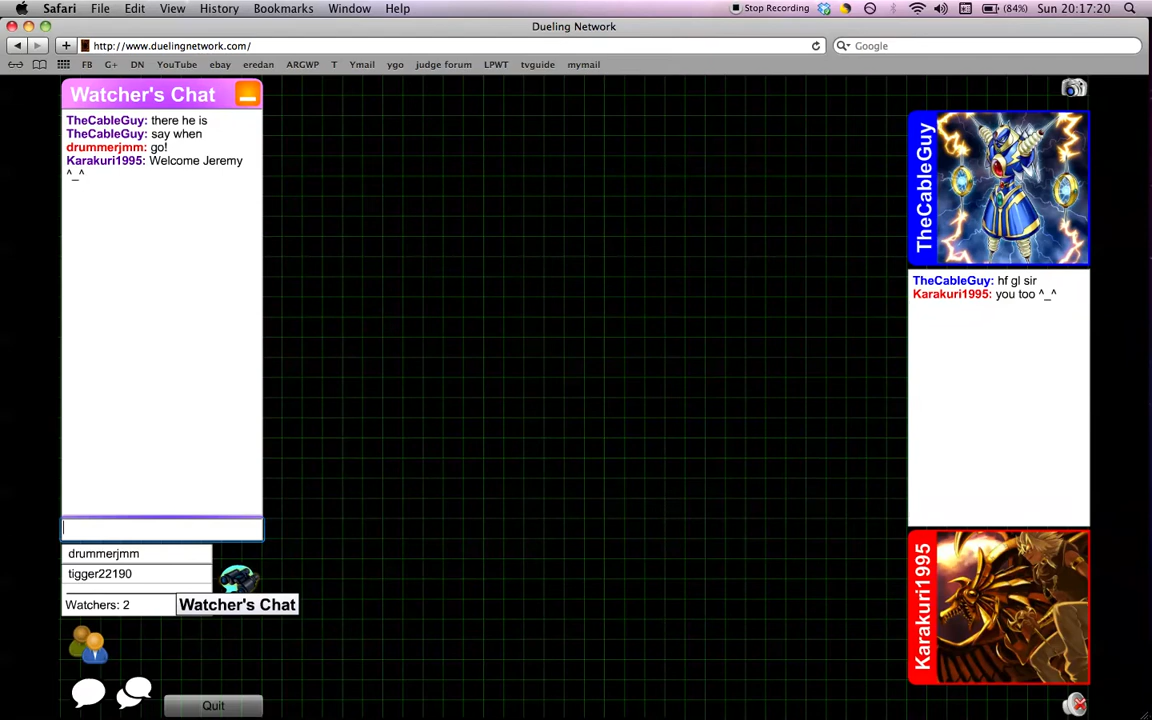 Safari File Edit View History Bookmarks Window Help Stop Recording (84%) Sun 20:17:20
Dueling Network
http://www.duelingnetwork.com/ Google
FB G+ DN YouTube ebay eredan ARGWP T Ymail ygo judge forum LPWT tvguide mymail
Watcher's Chat
TheCableGuy: there he is
TheCableGuy: say when
drummerjmm: go!
Karakuri1995: Welcome Jeremy
^_^
drummerjmm
tigger22190
Watchers: 2
Watcher's Chat
Quit
TheCableGuy
TheCableGuy: hf gl sir
Karakuri1995: you too ^_^
Karakuri1995